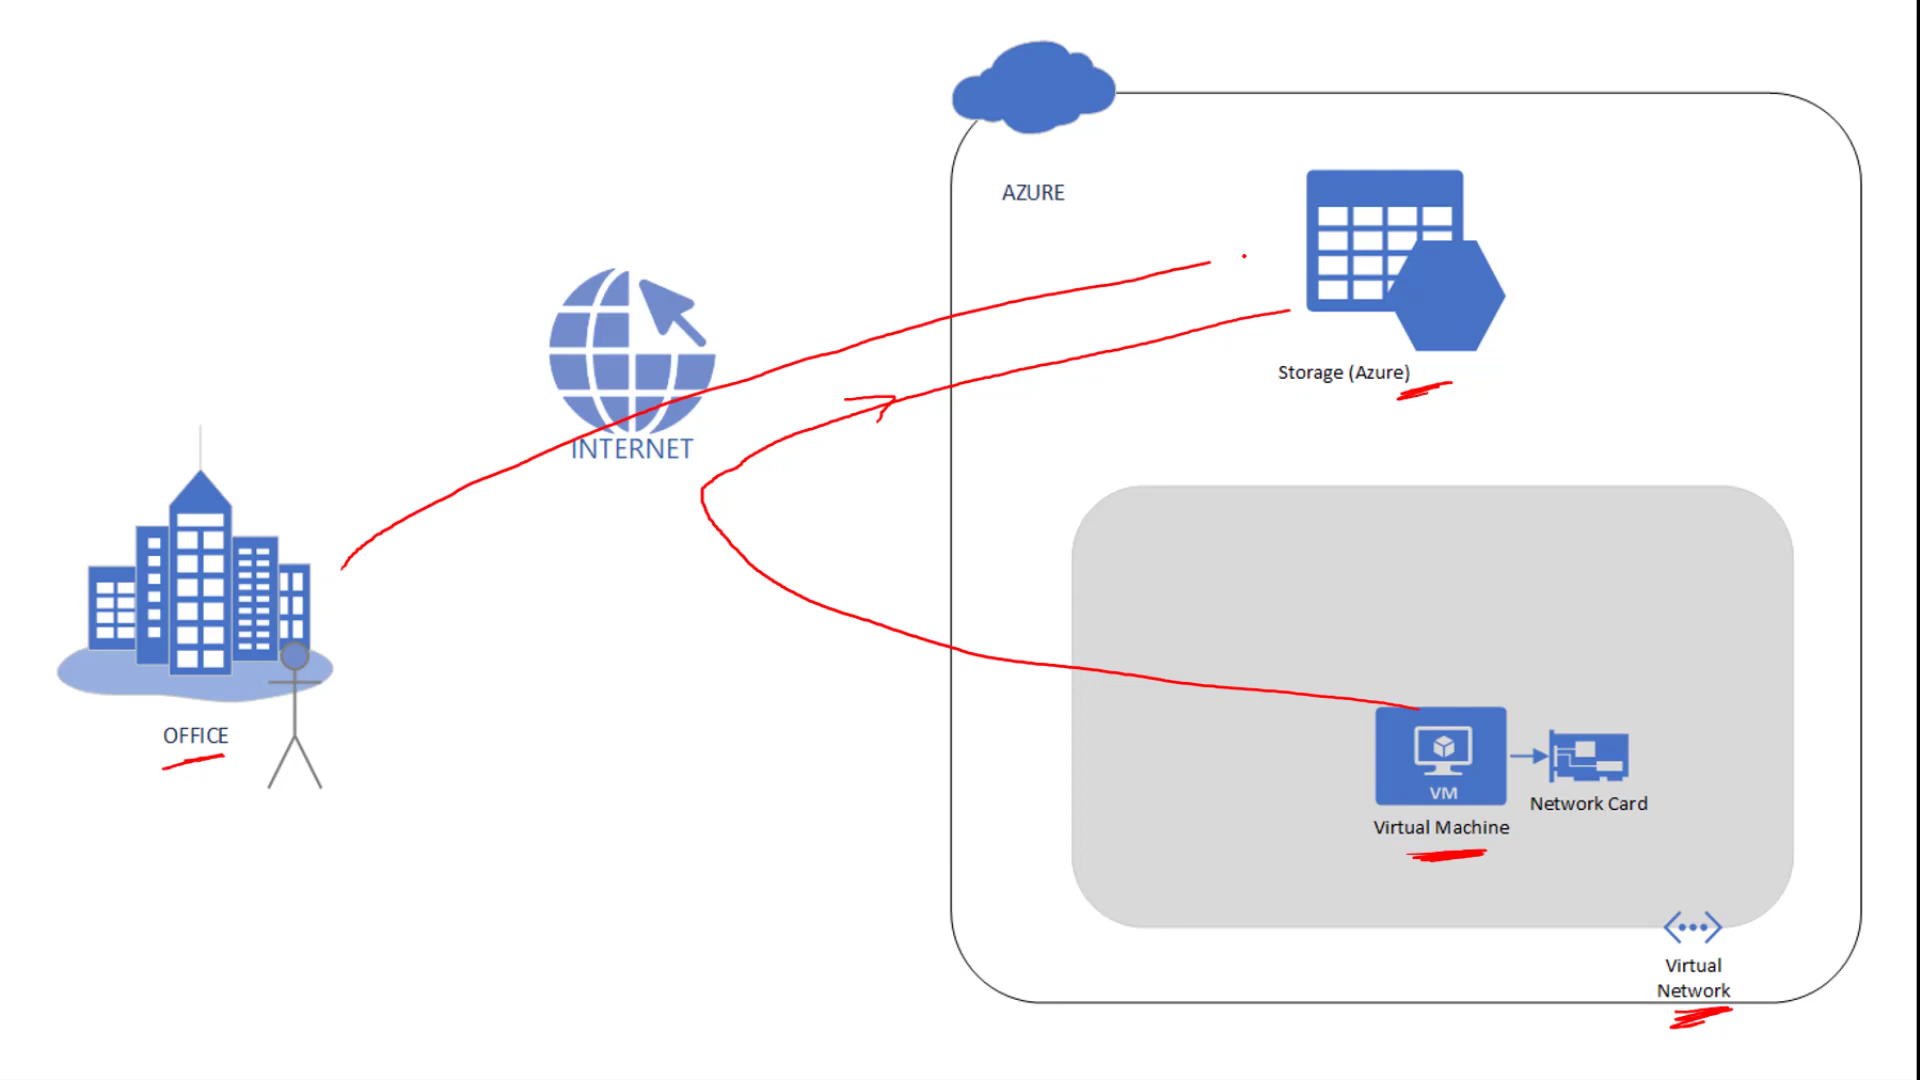 AZURE
Storage (Azure)
INTERNET
OFFICE
VM
Virtual Machine
Network Card
Virtual
Network